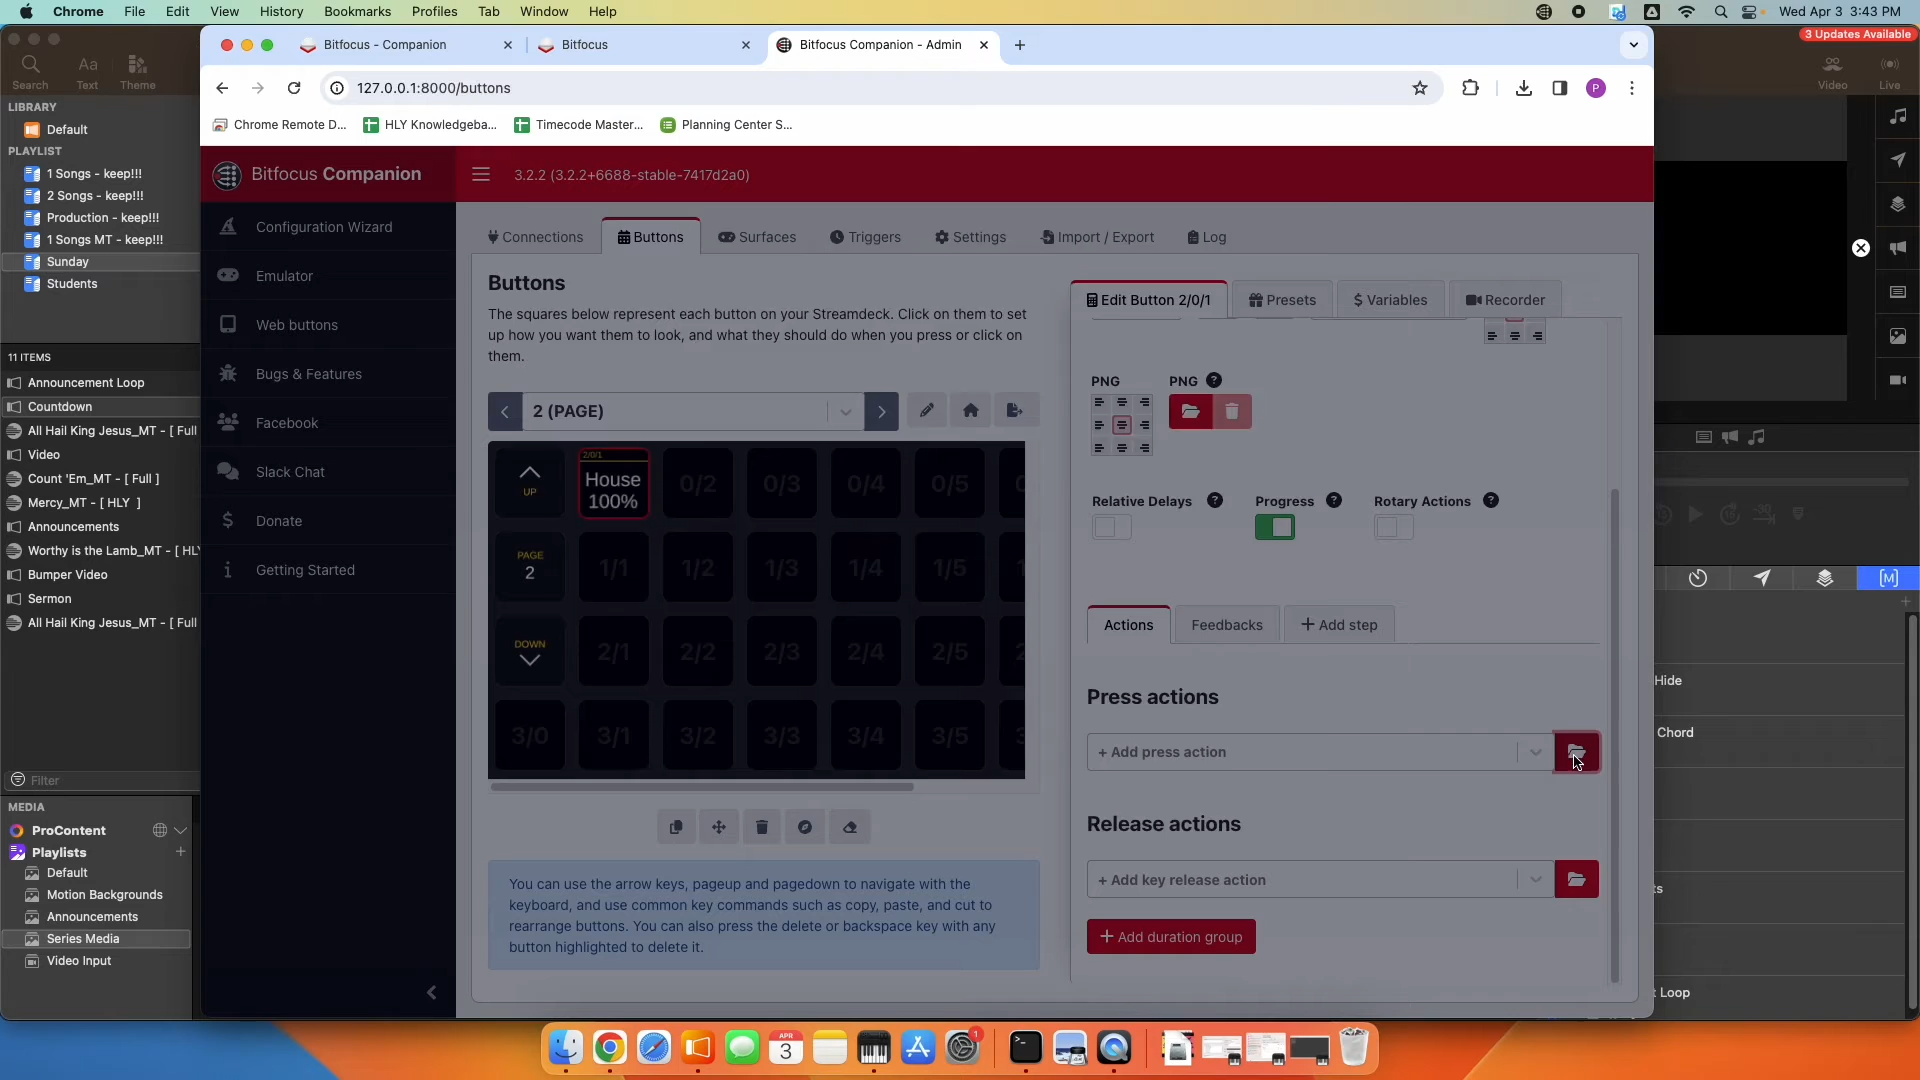 Chrome File Edit View History Bookmarks Profiles Tab Window Help
Wed Apr 3 3:43 PM
3 Updates Available
Search Text Theme
Video Live
LIBRARY
Default
PLAYLIST
1 Songs - keep!!!
2 Songs - keep!!!
Production - keep!!!
1 Songs MT - keep!!!
Sunday
Students
11 ITEMS
Announcement Loop
Countdown
All Hail King Jesus_MT - [ Full
Video
Count 'Em_MT - [ Full ]
Mercy_MT - [ HLY ]
Announcements
Worthy is the Lamb_MT - [ HLY
Bumper Video
Sermon
All Hail King Jesus_MT - [ Full
Filter
MEDIA
ProContent
Playlists
Default
Motion Backgrounds
Announcements
Series Media
Video Input
Bitfocus - Companion
Bitfocus
Bitfocus Companion - Admin
127.0.0.1:8000/buttons
P
Chrome Remote D...
HLY Knowledgeba...
Timecode Master...
Planning Center S...
Bitfocus Companion
3.2.2 (3.2.2+6688-stable-7417d2a0)
Configuration Wizard
Emulator
Web buttons
Bugs & Features
Facebook
Slack Chat
Donate
Getting Started
Connections Buttons Surfaces Triggers Settings Import / Export Log
Buttons
The squares below represent each button on your Streamdeck. Click on them to set
up how you want them to look, and what they should do when you press or click on
them.
2 (PAGE)
UP
2/0/1
House
100%
0/2 0/3 0/4 0/5
PAGE
2
1/1 1/2 1/3 1/4 1/5
DOWN
2/1 2/2 2/3 2/4 2/5
3/0 3/1 3/2 3/3 3/4 3/5
You can use the arrow keys, pageup and pagedown to navigate with the
keyboard, and use common key commands such as copy, paste, and cut to
rearrange buttons. You can also press the delete or backspace key with any
button highlighted to delete it.
Edit Button 2/0/1
Presets
$ Variables
Recorder
PNG
PNG
Relative Delays
Progress
Rotary Actions
Actions
Feedbacks
+ Add step
Press actions
+ Add press action
Release actions
+ Add key release action
+ Add duration group
-30
[M]
Hide
Chord
ts
t Loop
APR
3
1